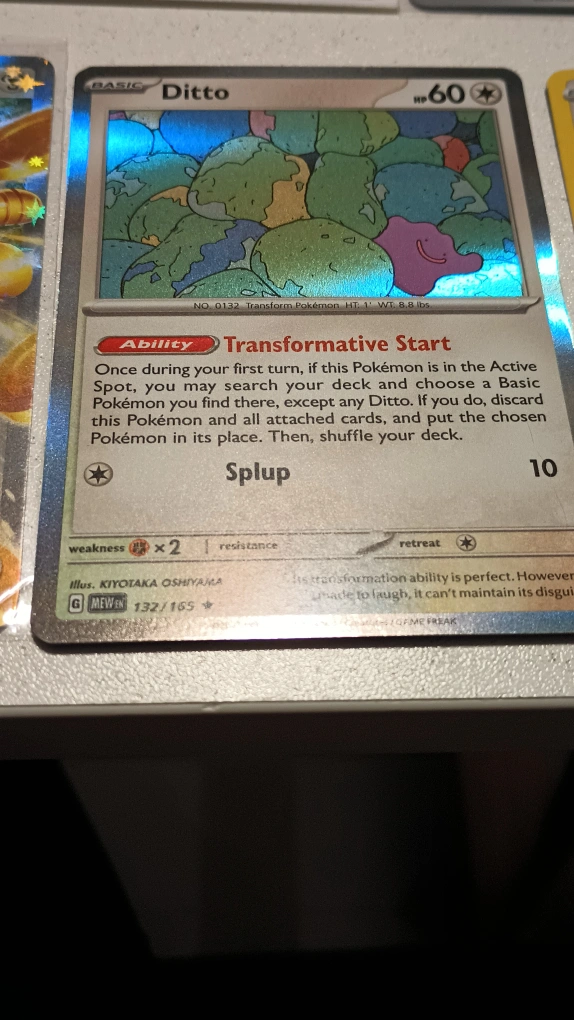 BASIC Ditto HP 60
NO. 0132 Transform Pokémon HT: 1' WT: 8.8 lbs.
Ability Transformative Start
Once during your first turn, if this Pokémon is in the Active
Spot, you may search your deck and choose a Basic
Pokémon you find there, except any Ditto. If you do, discard
this Pokémon and all attached cards, and put the chosen
Pokémon in its place. Then, shuffle your deck.
Splup 10
weakness ×2 resistance retreat
Illus. KIYOTAKA OSHIYAMA
Its transformation ability is perfect. However
made to laugh, it can't maintain its disgui
G MEW EN 132/165
GAME FREAK